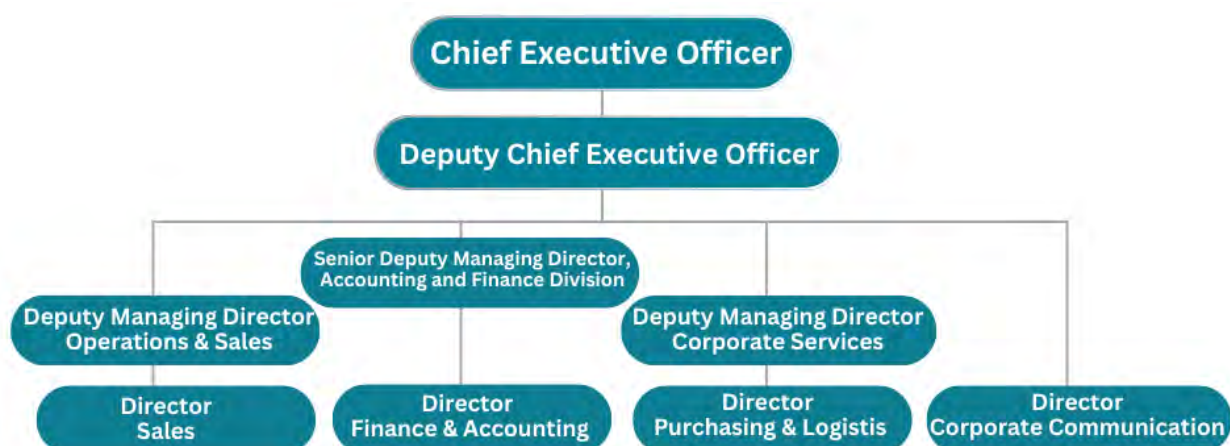 Chief Executive Officer
Deputy Chief Executive Officer
Senior Deputy Managing Director,
Accounting and Finance Division
Deputy Managing Director
Operations & Sales
Deputy Managing Director
Corporate Services
Director
Sales
Director
Finance & Accounting
Director
Purchasing & Logistis
Director
Corporate Communication